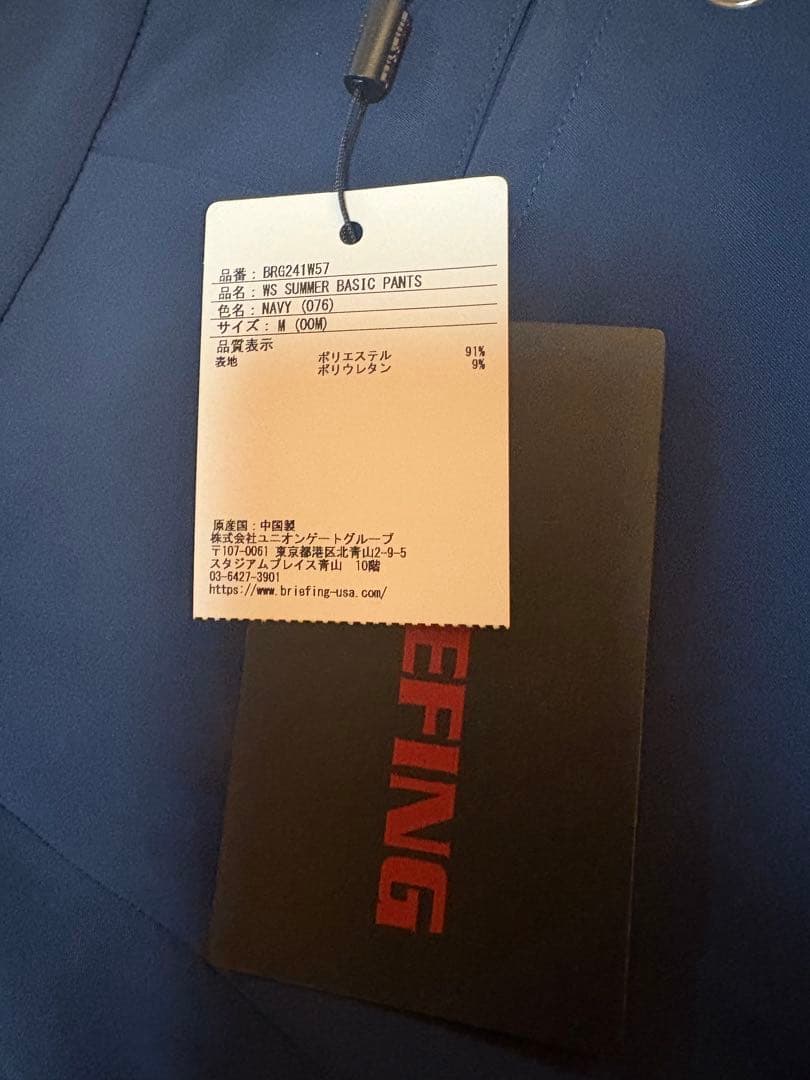 品番：BRG241W57
品名：WS SUMMER BASIC PANTS
色名：NAVY (076)
サイズ：M (00M)
品質表示
表地 ポリエステル 91%
ポリウレタン 9%
原産国：中国製
株式会社ユニオンゲートグループ
〒107-0061 東京都港区北青山2-9-5
スタジアムプレイス青山 10階
03-6427-3901
https://www.briefing-usa.com/
EFING